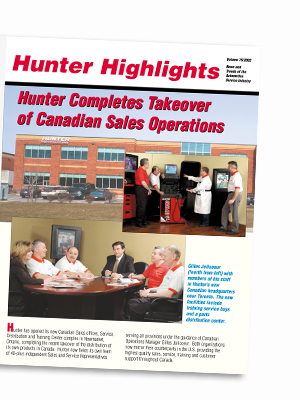 Hunter Highlights
Volume 15/2002
News and
Trends of the
Automotive
Service Industry
Hunter Completes Takeover
of Canadian Sales Operations
HUNTER
Gilles Jalicoeur
(fourth from left) with
members of his staff
in Hunter's new
Canadian headquarters
near Toronto. The new
facilities include
training service bays
and a parts
distribution center.
Hunter has opened its new Canadian Sales offices, Service
Distribution and Training Center complex in Newmarket,
Ontario, completing the recent takeover of the distribution of
its own products in Canada. Hunter now fields its own team
of 40-plus independent Sales and Service Representatives
serving all provinces under the guidance of Canadian
Operations Manager Gilles Jalicoeur. Both organizations
now mirror their counterparts in the U.S. providing the
highest quality sales, service, training and customer
support throughout Canada.